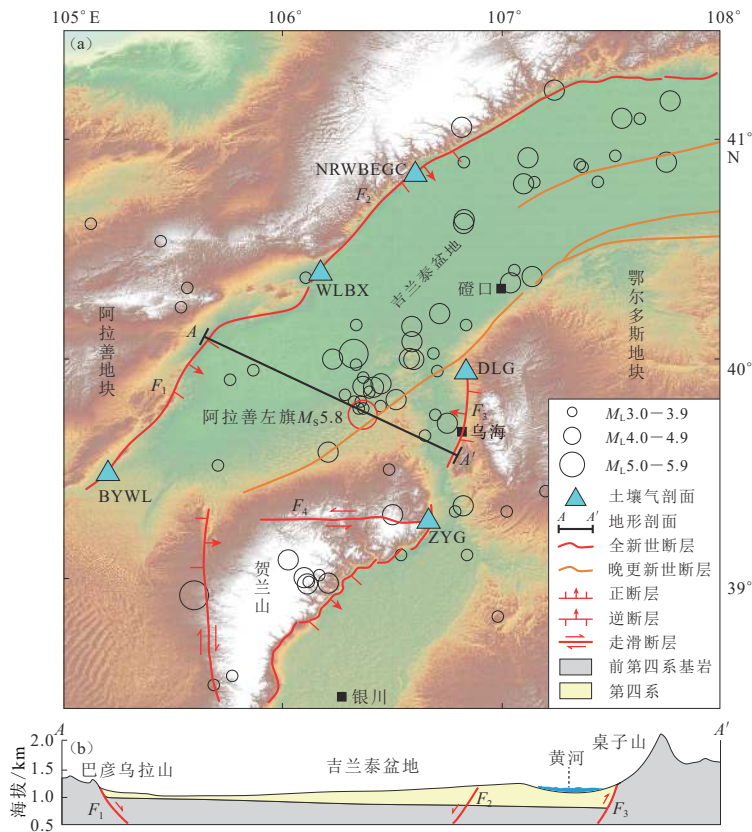 105°E
106°
107°
108°
(a)
41°
N
NRWBEGC
F₂
WLBX
吉兰泰盆地
磴口
鄂尔多斯地块
阿拉善地块
A
40°
F₁
DLG
阿拉善左旗Mₛ5.8
F₃
乌海
A′
BYWL
F₄
ZYG
贺兰山
39°
银川
M_L3.0－3.9
M_L4.0－4.9
M_L5.0－5.9
土壤气剖面
A A′ 地形剖面
全新世断层
晚更新世断层
正断层
逆断层
走滑断层
前第四系基岩
第四系
A
(b)
A′
海拔/km
2.0
1.5
1.0
0.5
巴彦乌拉山
吉兰泰盆地
黄河
桌子山
F₁
F₂
F₃